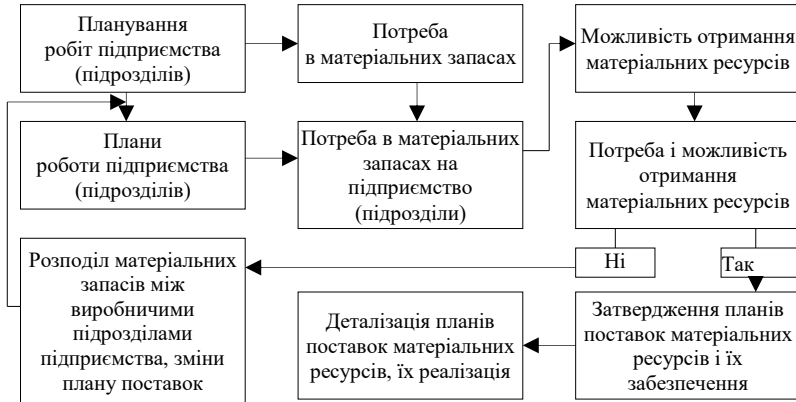 Планування
робіт підприємства
(підрозділів)
Потреба
в матеріальних запасах
Можливість отримання
матеріальних ресурсів
Плани
роботи підприємства
(підрозділів)
Потреба в матеріальних
запасах на
підприємство
(підрозділи)
Потреба і можливість
отримання
матеріальних ресурсів
Ні
Так
Розподіл матеріальних
запасів між
виробничими
підрозділами
підприємства, зміни
плану поставок
Деталізація планів
поставок матеріальних
ресурсів, їх реалізація
Затвердження планів
поставок матеріальних
ресурсів і їх
забезпечення